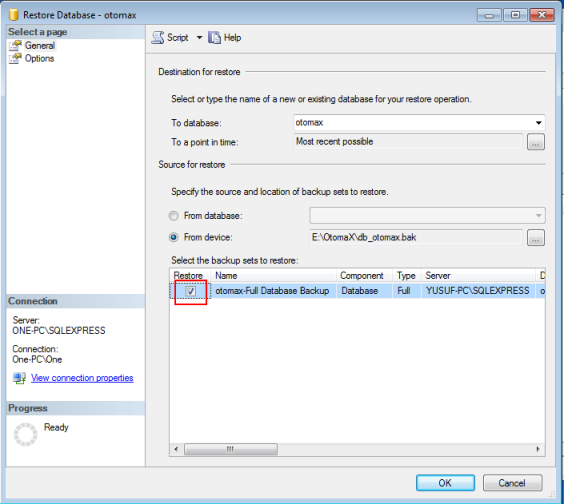 Restore Database - otomax
Select a page
General
Options
Script
Help
Destination for restore
Select or type the name of a new or existing database for your restore operation.
To database:
otomax
To a point in time:
Most recent possible
...
Source for restore
Specify the source and location of backup sets to restore.
From database:
From device:
E:\OtomaX\db_otomax.bak
...
Select the backup sets to restore:
Restore Name Component Type Server D
otomax-Full Database Backup Database Full YUSUF-PC\SQLEXPRESS o
Connection
Server:
ONE-PC\SQLEXPRESS
Connection:
One-PC\One
View connection properties
Progress
Ready
OK
Cancel